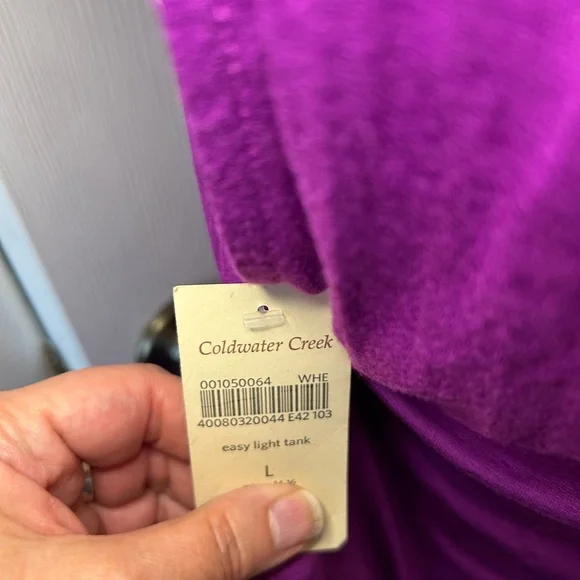 Coldwater Creek
001050064 WHE
40080320044 E42 103
easy light tank
L